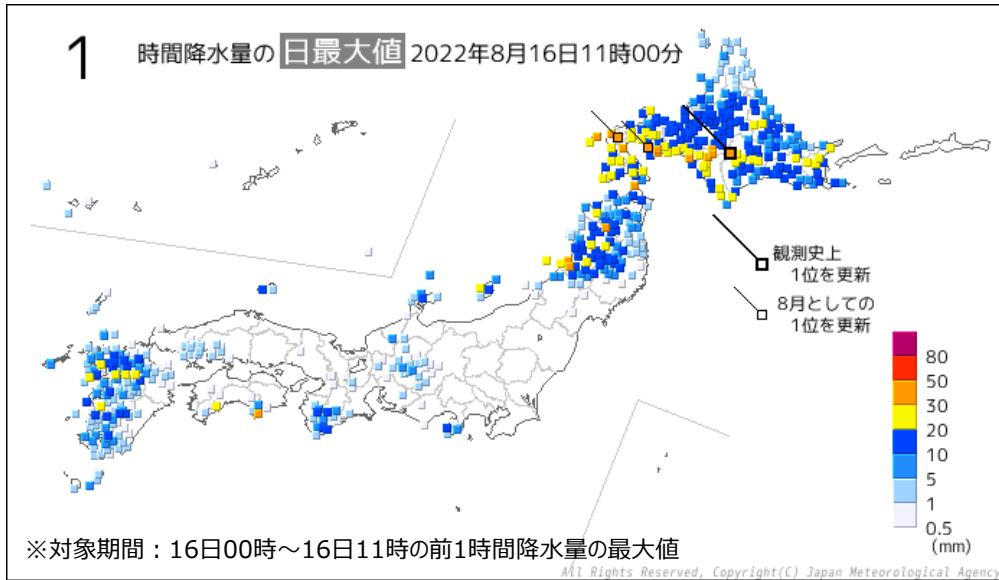 1 時間降水量の 日最大値 2022年8月16日11時00分
観測史上
1位を更新
8月としての
1位を更新
80
50
30
20
10
5
1
0.5
(mm)
※対象期間：16日00時～16日11時の前1時間降水量の最大値
All Rights Reserved, Copyright(C) Japan Meteorological Agency